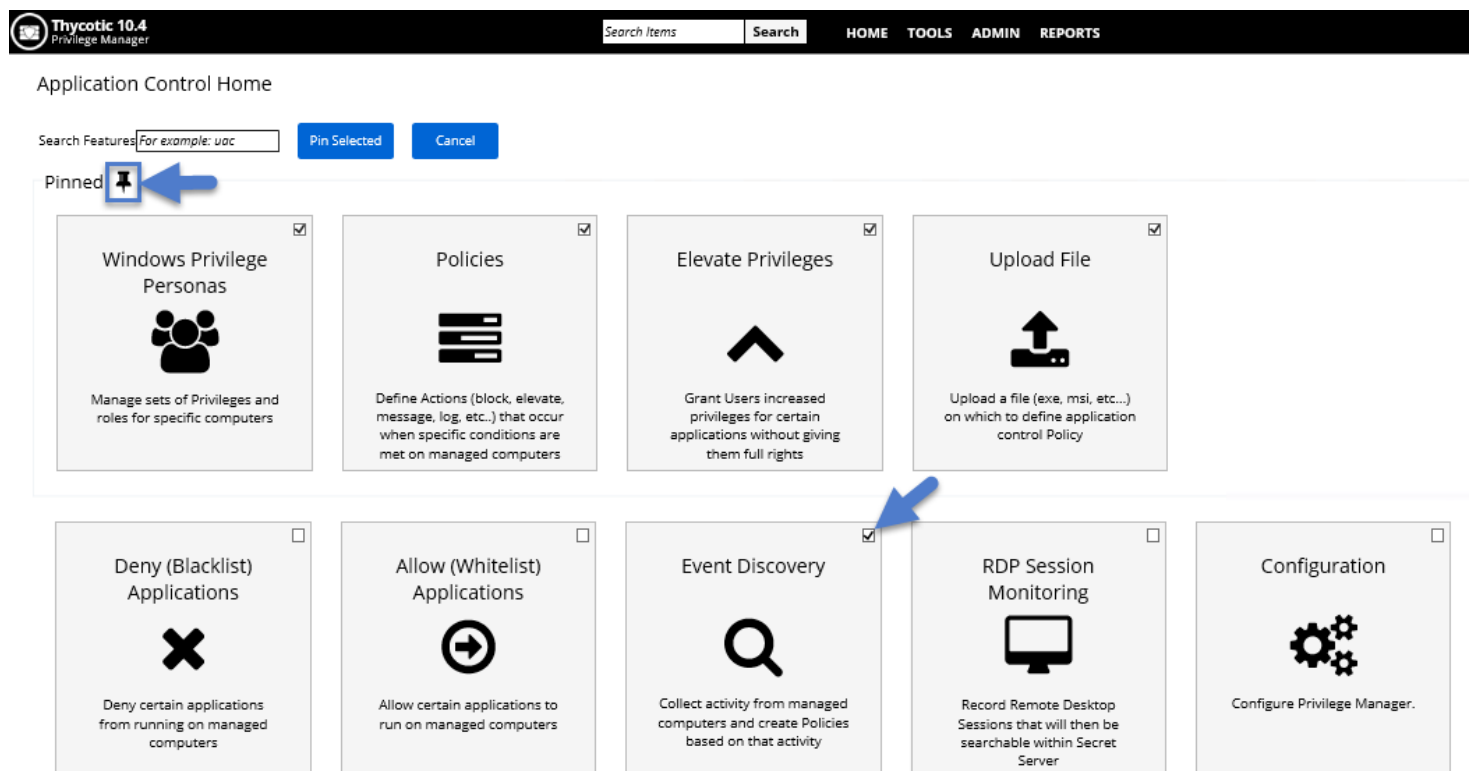 Thycotic 10.4
Privilege Manager
Search Items
Search
HOME
TOOLS
ADMIN
REPORTS
Application Control Home
Search Features
For example: uac
Pin Selected
Cancel
Pinned
Windows Privilege
Personas
Manage sets of Privileges and
roles for specific computers
Policies
Define Actions (block, elevate,
message, log, etc..) that occur
when specific conditions are
met on managed computers
Elevate Privileges
Grant Users increased
privileges for certain
applications without giving
them full rights
Upload File
Upload a file (exe, msi, etc...)
on which to define application
control Policy
Deny (Blacklist)
Applications
Deny certain applications
from running on managed
computers
Allow (Whitelist)
Applications
Allow certain applications to
run on managed computers
Event Discovery
Collect activity from managed
computers and create Policies
based on that activity
RDP Session
Monitoring
Record Remote Desktop
Sessions that will then be
searchable within Secret
Server
Configuration
Configure Privilege Manager.